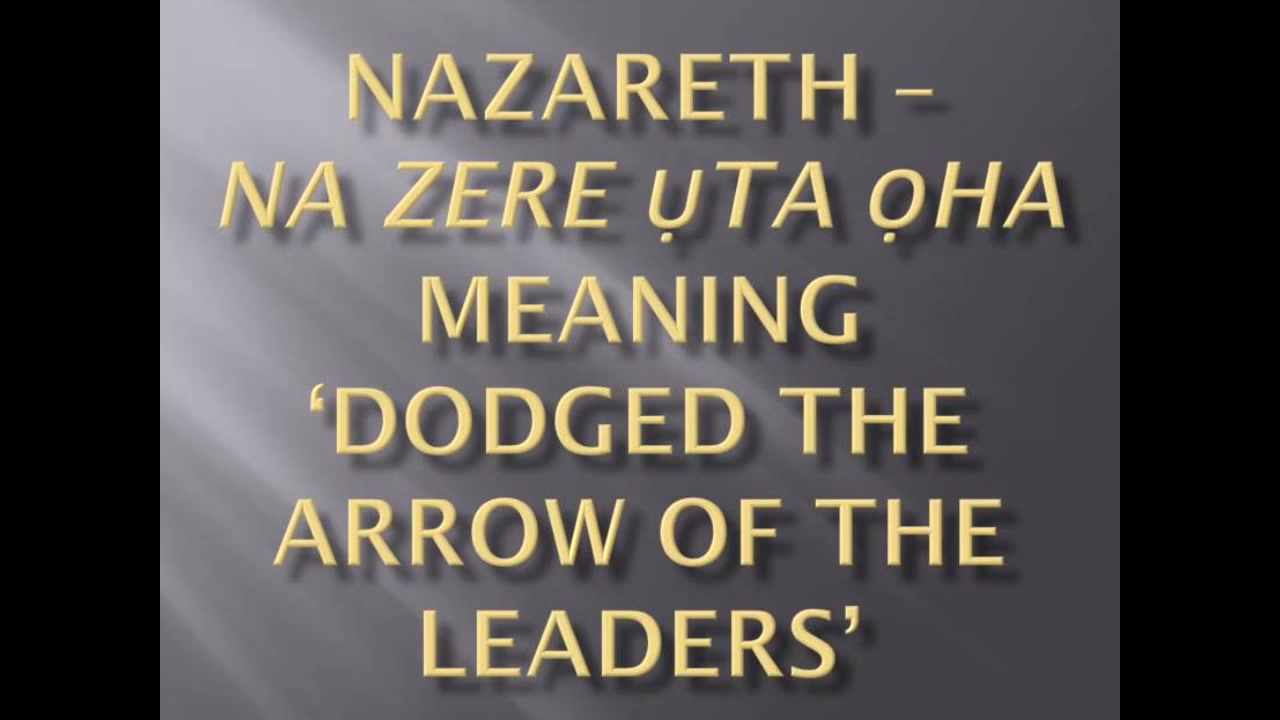 NAZARETH –
NA ZERE ỤTA ỌHA
MEANING
‘DODGED THE
ARROW OF THE
LEADERS’